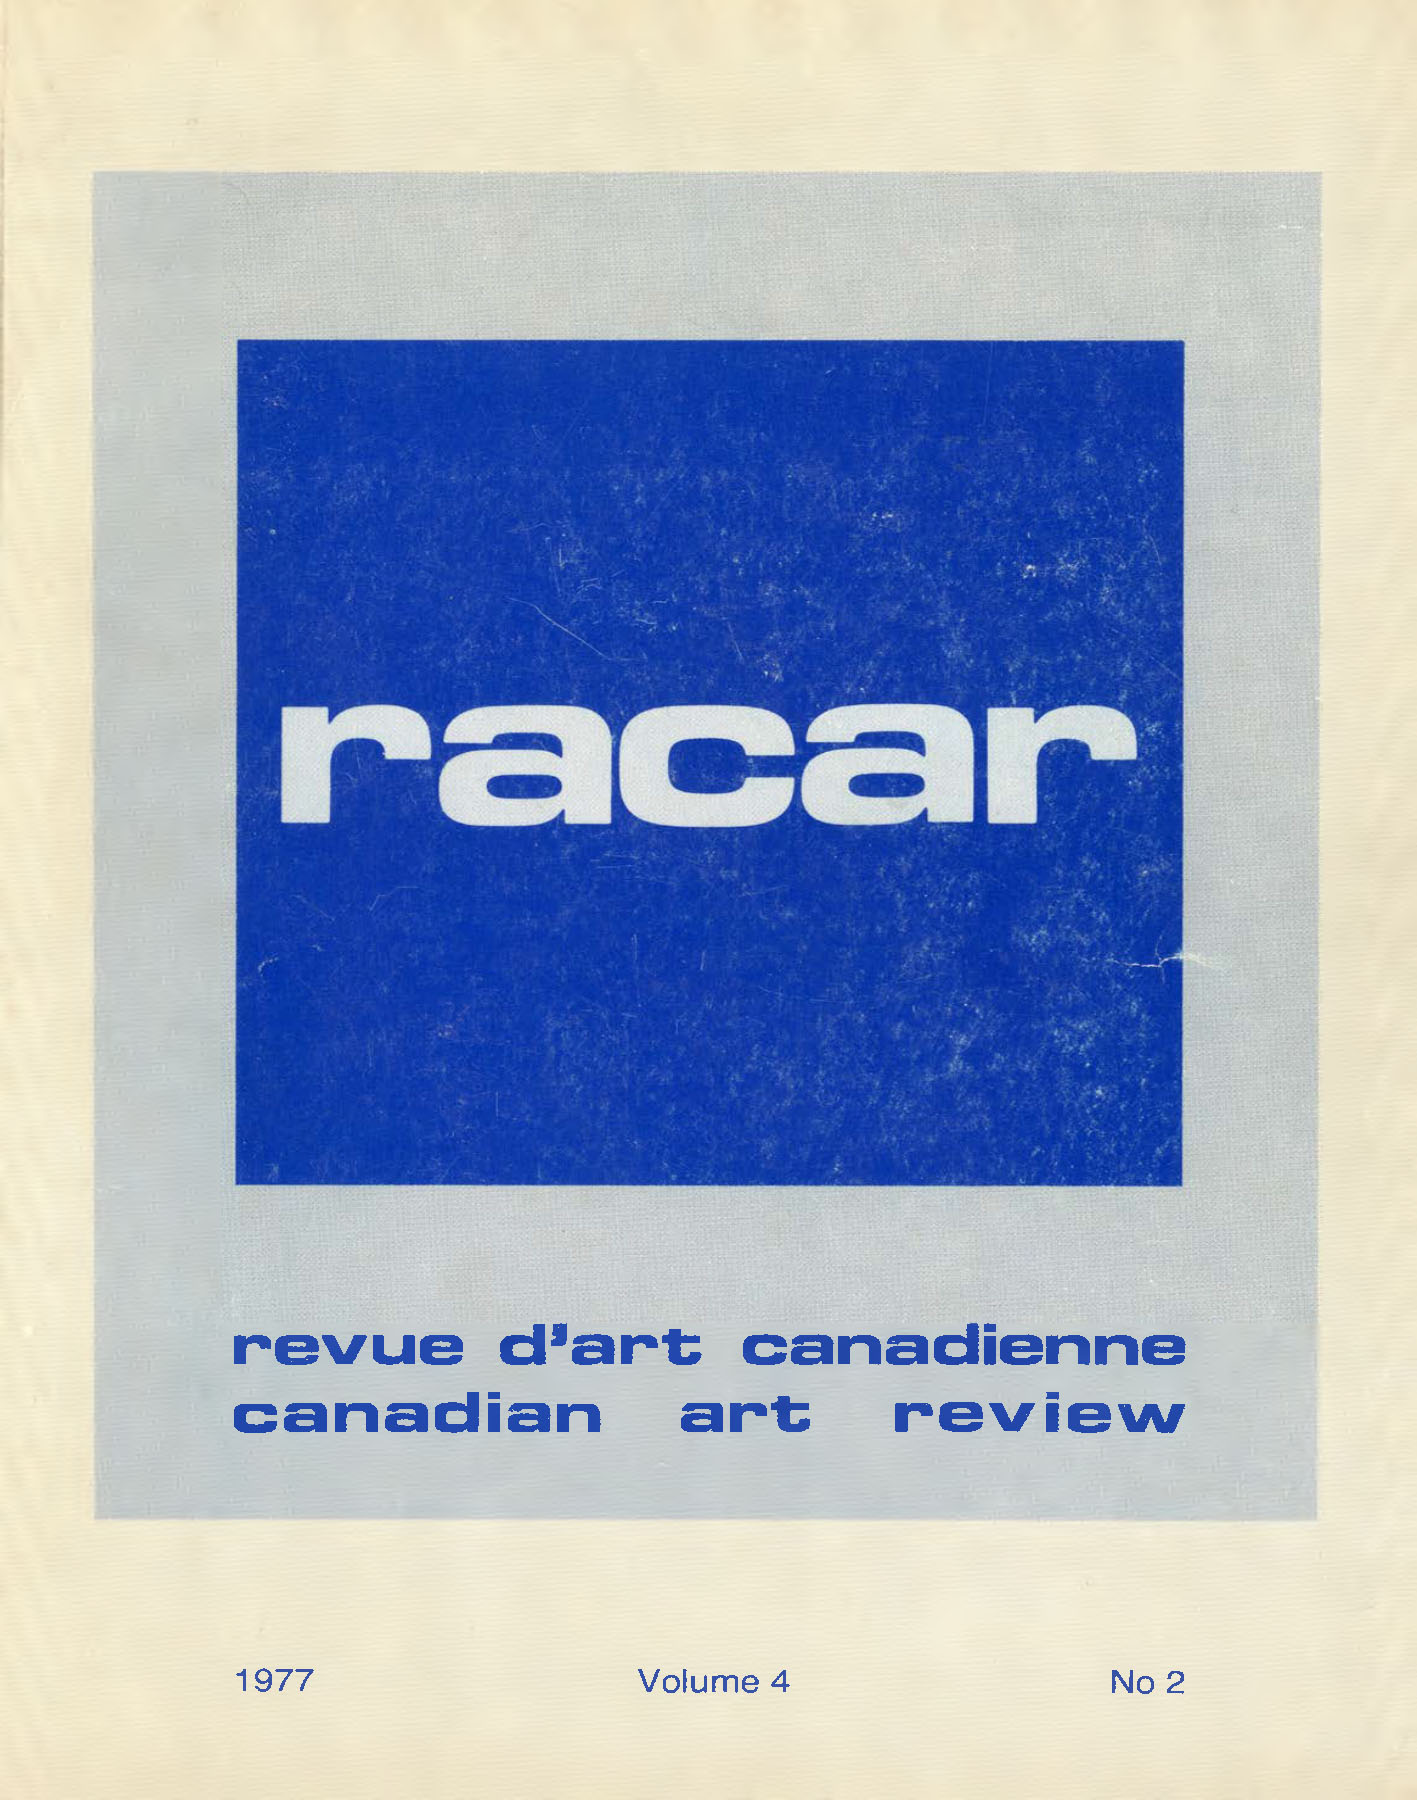 racar
revue d'art canadienne
canadian art review
1977 Volume 4 No 2